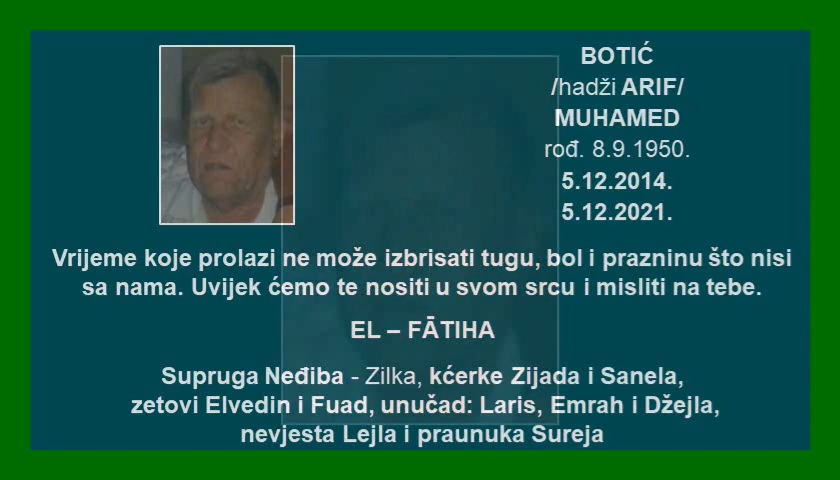 BOTIĆ
/hadži ARIF/
MUHAMED
rođ. 8.9.1950.
5.12.2014.
5.12.2021.
Vrijeme koje prolazi ne može izbrisati tugu, bol i prazninu što nisi
sa nama. Uvijek ćemo te nositi u svom srcu i misliti na tebe.
EL – FĀTIHA
Supruga Neđiba - Zilka, kćerke Zijada i Sanela,
zetovi Elvedin i Fuad, unučad: Laris, Emrah i Džejla,
nevjesta Lejla i praunuka Sureja